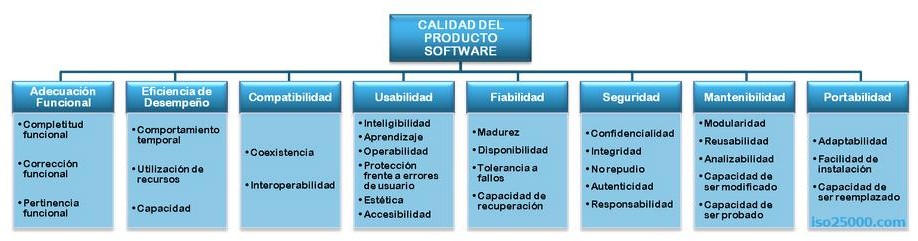 CALIDAD DEL
PRODUCTO
SOFTWARE
Adecuación
Funcional
• Completitud
funcional
• Corrección
funcional
• Pertinencia
funcional
Eficiencia de
Desempeño
• Comportamiento
temporal
• Utilización de
recursos
• Capacidad
Compatibilidad
• Coexistencia
• Interoperabilidad
Usabilidad
• Inteligibilidad
• Aprendizaje
• Operabilidad
• Protección
frente a errores
de usuario
• Estética
• Accesibilidad
Fiabilidad
• Madurez
• Disponibilidad
• Tolerancia a
fallos
• Capacidad de
recuperación
Seguridad
• Confidencialidad
• Integridad
• No repudio
• Autenticidad
• Responsabilidad
Mantenibilidad
• Modularidad
• Reusabilidad
• Analizabilidad
• Capacidad de
ser modificado
• Capacidad de
ser probado
Portabilidad
• Adaptabilidad
• Facilidad de
instalación
• Capacidad de
ser reemplazado
iso25000.com